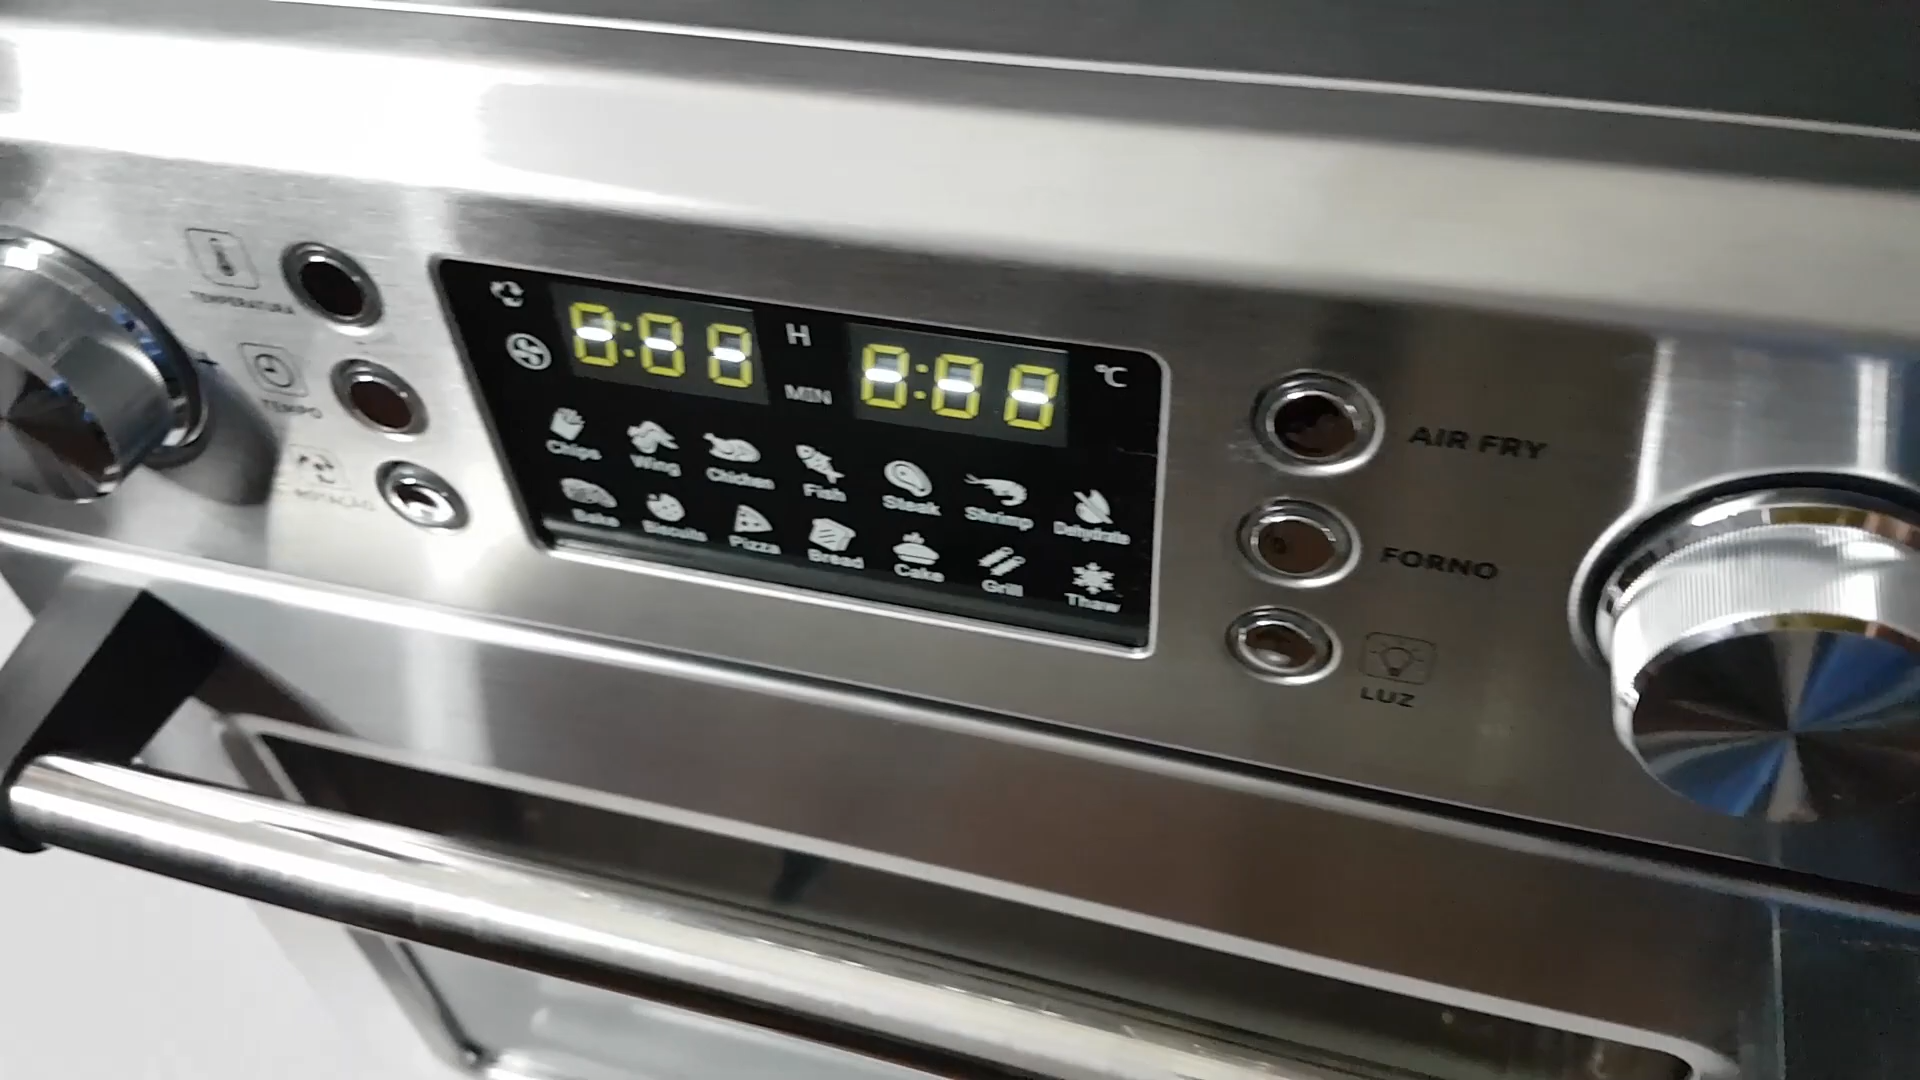 TEMPERATURA
TEMPO
H
MIN
°C
Chips Wing Chicken Fish Steak Shrimp Dehydrate
Bake Biscuits Pizza Bread Cake Grill Thaw
AIR FRY
FORNO
LUZ